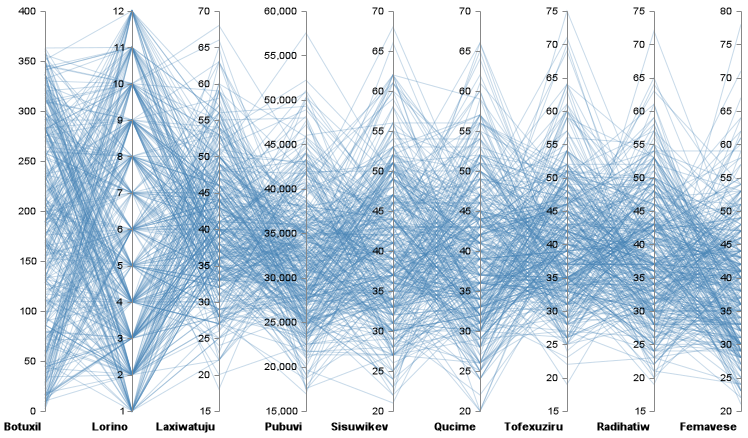 400 12 70 60,000 70 70 75 75 80
11 65 65 65 70 70 75
350 55,000
10 60 60 60 65 65 70
300 50,000 65
9 55 55 55 60 60
250 45,000 55 55 60
8 50 50 50 55
7 45 40,000 50 50
200 45 45 45 45 50
6 40 35,000 45
150 5 35 40 40 40 40 40
30,000 35 35 35 35 35
100 4 30
3 25 25,000 30 30 30 30 30
50 25 25
2 20 20,000 25 25 20 20 25
0 1 15 15,000 20 20 15 15 20
Botuxil Lorino Laxiwatuju Pubuvi Sisuwikev Qucime Tofexuziru Radihatiw Femavese